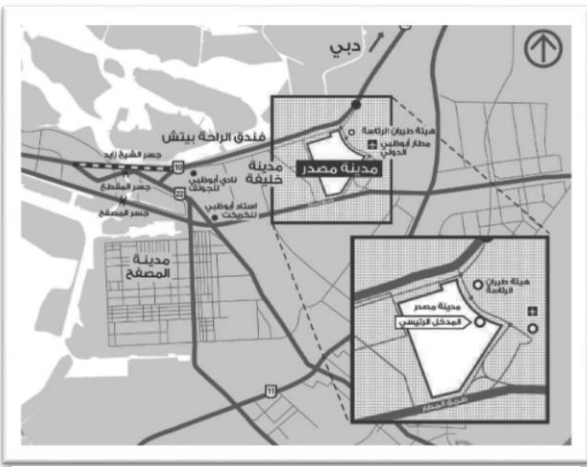 دبي
فندق الراحة بيتش
هيئة طيران الرئاسة
مطار أبوظبي
الدولي
جسر الشيخ زايد
10
مدينة
خليفة
مدينة مصدر
نادي أبوظبي
للجولف
جسر المقطع
22
جسر المصفح
استاد أبوظبي
للكريكت
مدينة
المصفح
هيئة طيران
الرئاسة
مدينة مصدر
المدخل الرئيسي
طريق المطار
11